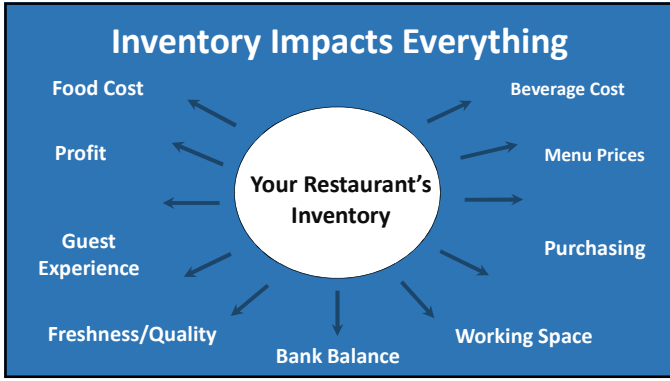 Inventory Impacts Everything
Food Cost
Beverage Cost
Profit
Menu Prices
Your Restaurant's
Inventory
Guest
Experience
Purchasing
Freshness/Quality
Working Space
Bank Balance